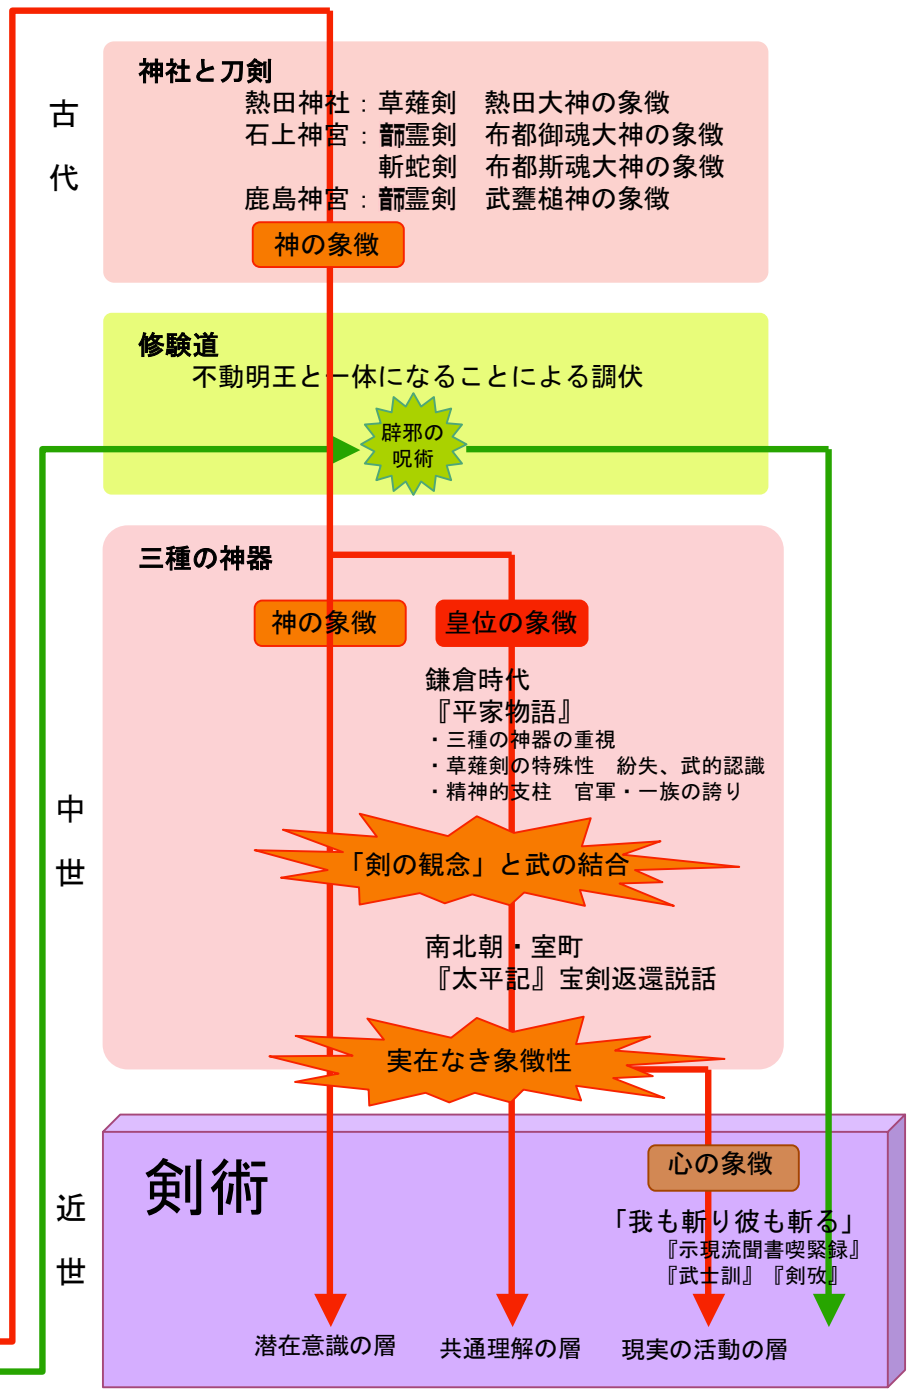 古代
神社と刀剣
熱田神社：草薙剣　熱田大神の象徴
石上神宮：韴霊剣　布都御魂大神の象徴
斬蛇剣　布都斯魂大神の象徴
鹿島神宮：韴霊剣　武甕槌神の象徴
神の象徴
修験道
不動明王と一体になることによる調伏
辟邪の
呪術
中世
三種の神器
神の象徴
皇位の象徴
鎌倉時代
『平家物語』
・三種の神器の重視
・草薙剣の特殊性　紛失、武的認識
・精神的支柱　官軍・一族の誇り
「剣の観念」と武の結合
南北朝・室町
『太平記』宝剣返還説話
実在なき象徴性
近世
剣術
心の象徴
「我も斬り彼も斬る」
『示現流聞書喫緊録』
『武士訓』『剣攷』
潜在意識の層
共通理解の層
現実の活動の層